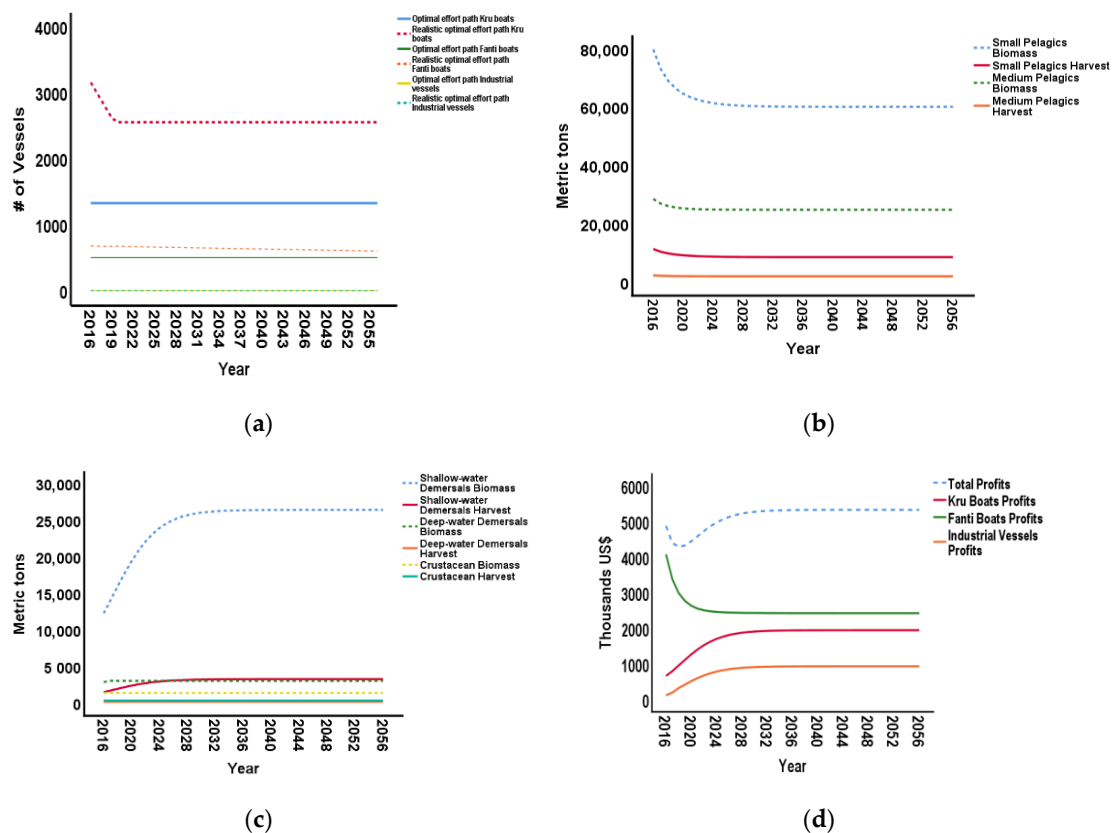 4000
3000
2000
1000
0
# of Vessels
2016
2019
2022
2025
2028
2031
2034
2037
2040
2043
2046
2049
2052
2055
Year
Optimal effort path Kru boats
Realistic optimal effort path Kru
boats
Optimal effort path Fanti boats
Realistic optimal effort path
Fanti boats
Optimal effort path Industrial
vessels
Realistic optimal effort path
Industrial vessels
(a)
80,000
60,000
40,000
20,000
0
Metric tons
2016
2020
2024
2028
2032
2036
2040
2044
2048
2052
2056
Year
Small Pelagics
Biomass
Small Pelagics Harvest
Medium Pelagics
Biomass
Medium Pelagics
Harvest
(b)
30,000
25,000
20,000
15,000
10,000
5 000
0
Metric tons
2016
2020
2024
2028
2032
2036
2040
2044
2048
2052
2056
Year
Shallow-water
Demersals Biomass
Shallow-water
Demersals Harvest
Deep-water Demersals
Biomass
Deep-water Demersals
Harvest
Crustacean Biomass
Crustacean Harvest
(c)
6000
5000
4000
3000
2000
1000
0
Thousands US$
2016
2020
2024
2028
2032
2036
2040
2044
2048
2052
2056
Year
Total Profits
Kru Boats Profits
Fanti Boats Profits
Industrial Vessels
Profits
(d)